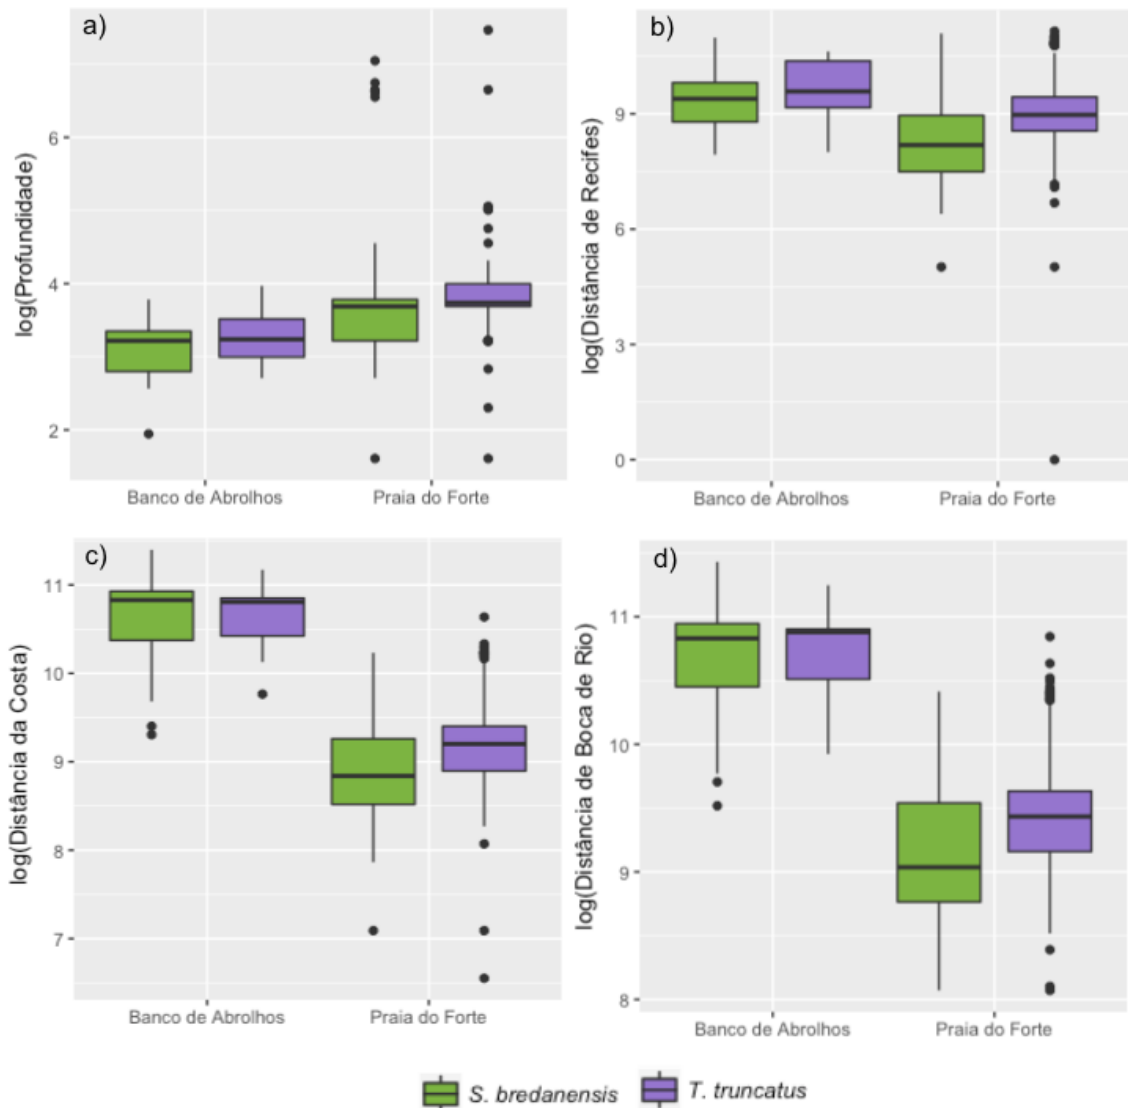 a)
log(Profundidade)
6
4
2
Banco de Abrolhos
Praia do Forte
b)
log(Distância de Recifes)
9
6
3
0
Banco de Abrolhos
Praia do Forte
c)
log(Distância da Costa)
11
10
9
8
7
Banco de Abrolhos
Praia do Forte
d)
log(Distância de Boca de Rio)
11
10
9
8
Banco de Abrolhos
Praia do Forte
S. bredanensis
T. truncatus